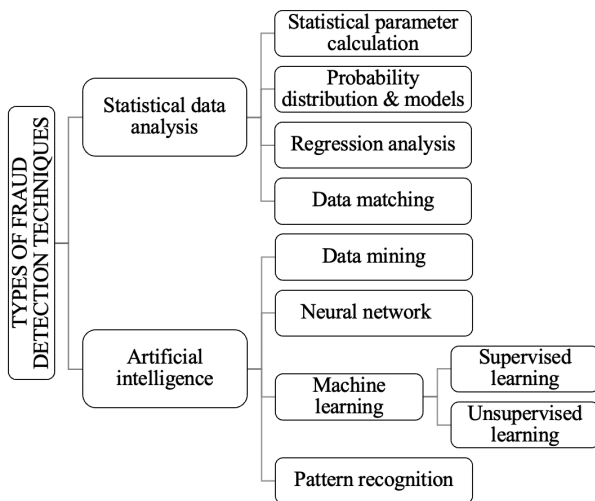 TYPES OF FRAUD
DETECTION TECHNIQUES
Statistical data
analysis
Statistical parameter
calculation
Probability
distribution & models
Regression analysis
Data matching
Artificial
intelligence
Data mining
Neural network
Machine
learning
Supervised
learning
Unsupervised
learning
Pattern recognition